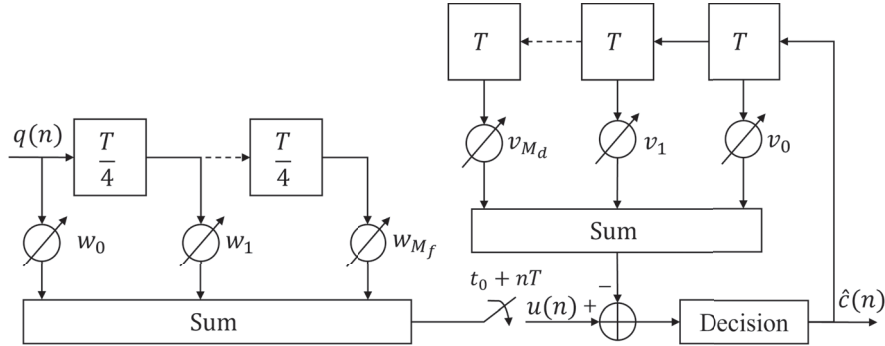 T T T
q(n) T/4 T/4
v_{M_d} v_1 v_0
w_0 w_1 w_{M_f}
Sum
t_0 + nT
Sum u(n) + − Decision ĉ(n)